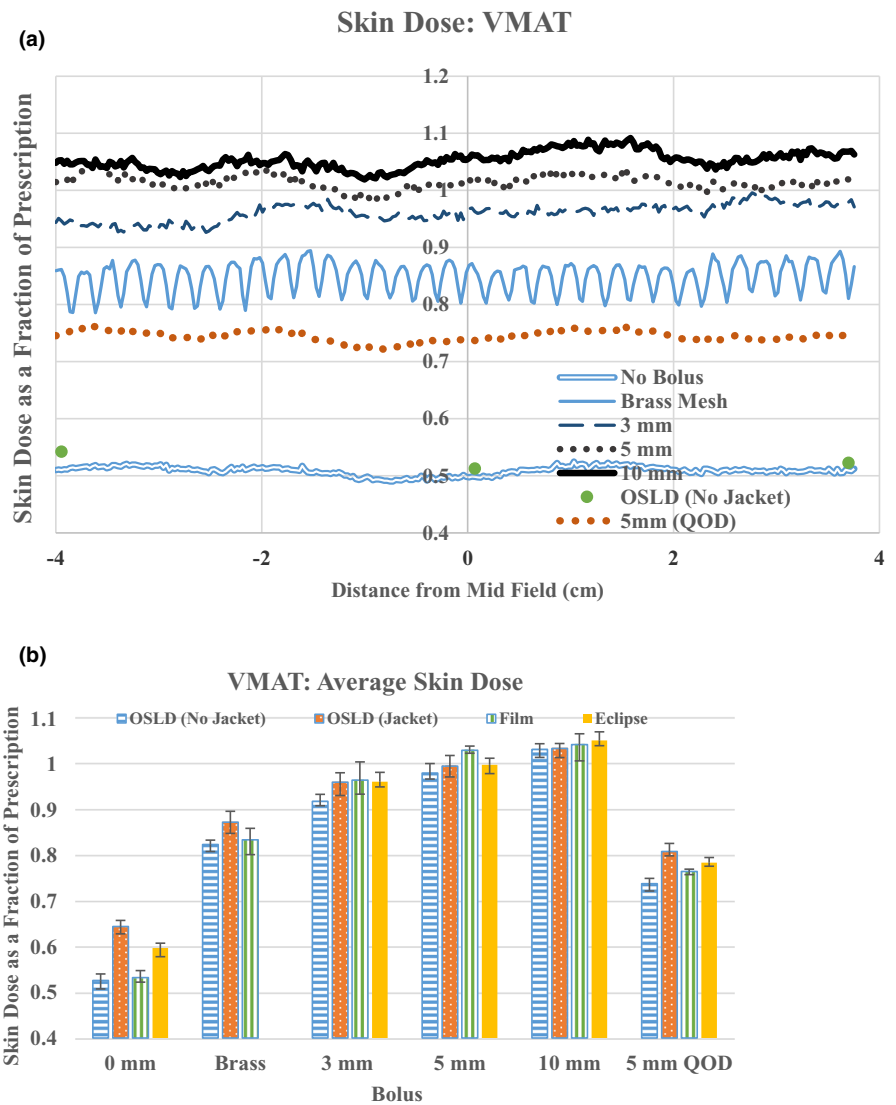 (a)
Skin Dose: VMAT
Skin Dose as a Fraction of Prescription
1.2
1.1
1
0.9
0.8
0.7
0.6
0.5
0.4
No Bolus
Brass Mesh
3 mm
5 mm
10 mm
OSLD (No Jacket)
5mm (QOD)
-4 -2 0 2 4
Distance from Mid Field (cm)
(b)
VMAT: Average Skin Dose
OSLD (No Jacket) OSLD (Jacket) Film Eclipse
Skin Dose as a Fraction of Prescription
1.1
1
0.9
0.8
0.7
0.6
0.5
0.4
0 mm Brass 3 mm 5 mm 10 mm 5 mm QOD
Bolus